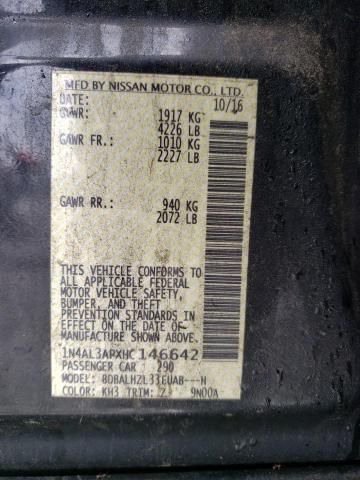 MFD BY NISSAN MOTOR CO., LTD.
DATE: 10/16
GVWR: 1917 KG
4226 LB
GAWR FR.: 1010 KG
2227 LB
GAWR RR.: 940 KG
2072 LB
THIS VEHICLE CONFORMS TO
ALL APPLICABLE FEDERAL
MOTOR VEHICLE SAFETY,
BUMPER, AND THEFT
PREVENTION STANDARDS IN
EFFECT ON THE DATE OF
MANUFACTURE SHOWN ABOVE.
1N4AL3APXHC146642
PASSENGER CAR 290
MODEL:
COLOR: KH3 TRIM: Z 9N00A